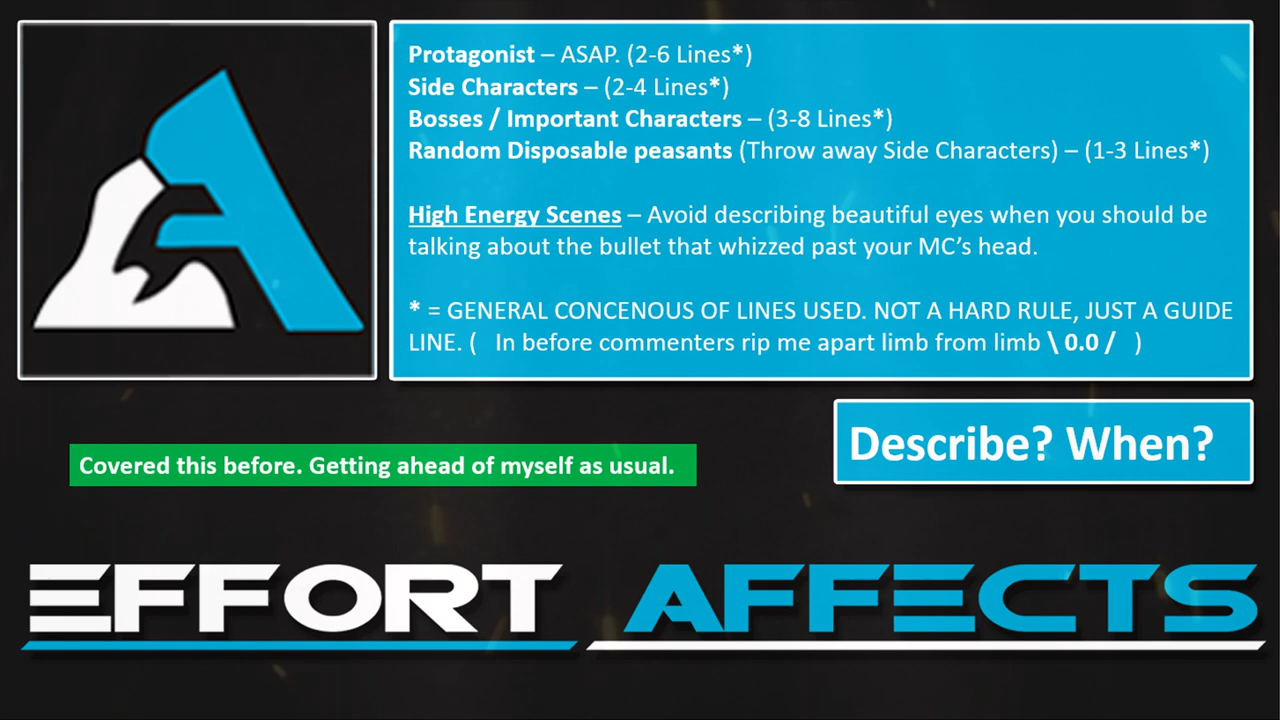 Protagonist – ASAP. (2-6 Lines*)
Side Characters – (2-4 Lines*)
Bosses / Important Characters – (3-8 Lines*)
Random Disposable peasants (Throw away Side Characters) – (1-3 Lines*)
High Energy Scenes – Avoid describing beautiful eyes when you should be
talking about the bullet that whizzed past your MC’s head.
* = GENERAL CONCENOUS OF LINES USED. NOT A HARD RULE, JUST A GUIDE
LINE. (   In before commenters rip me apart limb from limb \ 0.0 /   )
Describe? When?
Covered this before. Getting ahead of myself as usual.
EFFORT AFFECTS